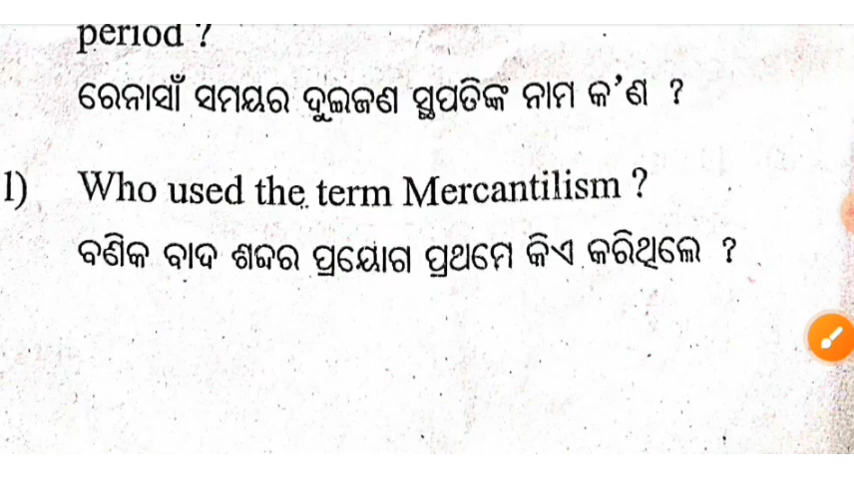 period ?
ରେନାସାଁ ସମୟର ଦୁଇଜଣ ସ୍ଥପତିଙ୍କ ନାମ କ'ଣ ?
l) Who used the term Mercantilism ?
ବଣିକ ବାଦ ଶବ୍ଦର ପ୍ରୟୋଗ ପ୍ରଥମେ କିଏ କରିଥିଲେ ?